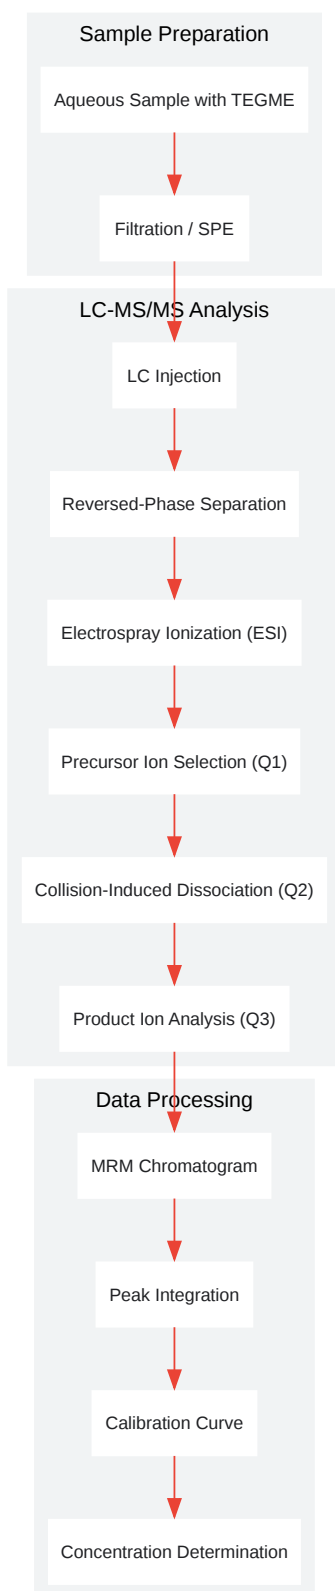 Sample Preparation
Aqueous Sample with TEGME
Filtration / SPE
LC-MS/MS Analysis
LC Injection
Reversed-Phase Separation
Electrospray Ionization (ESI)
Precursor Ion Selection (Q1)
Collision-Induced Dissociation (Q2)
Product Ion Analysis (Q3)
Data Processing
MRM Chromatogram
Peak Integration
Calibration Curve
Concentration Determination